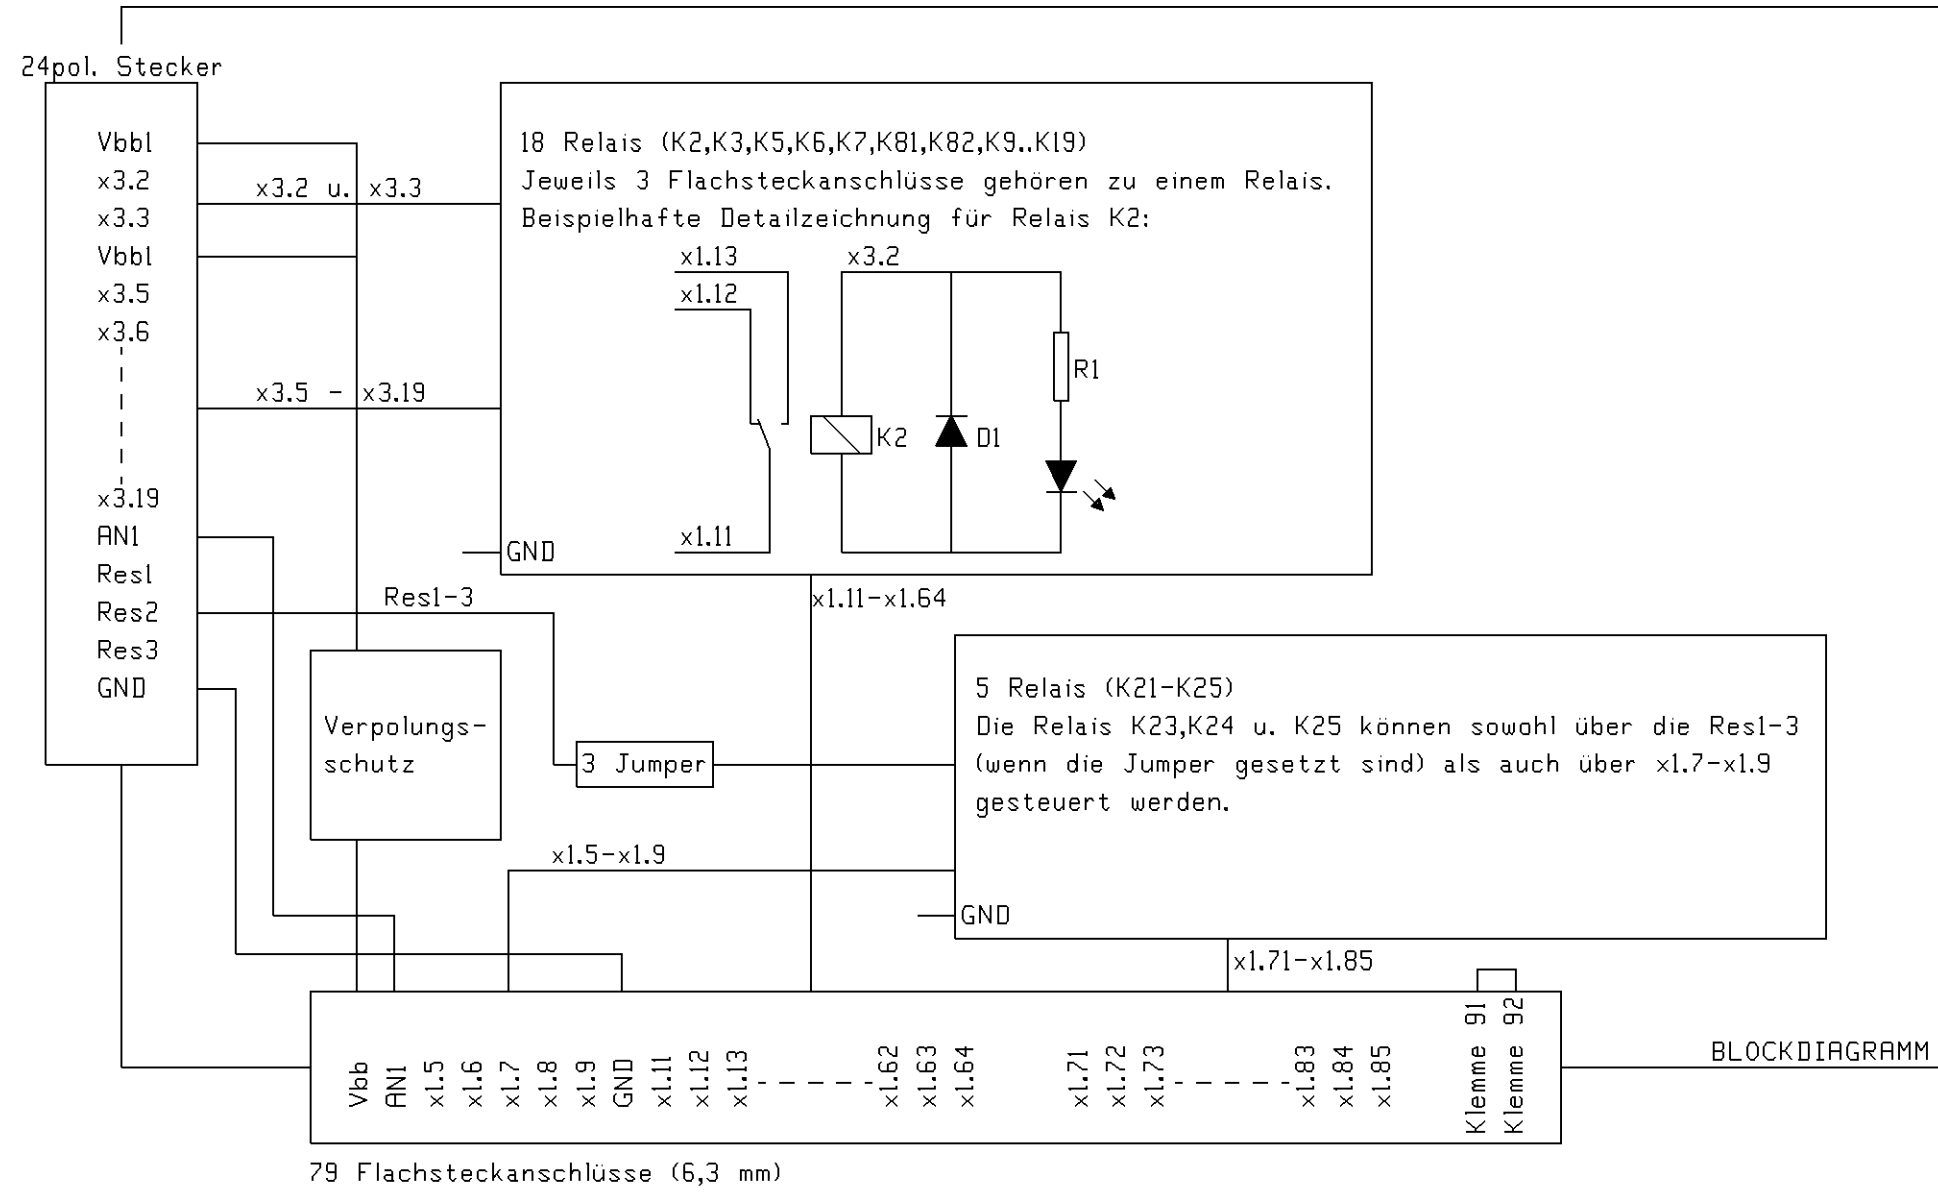 24pol. Stecker
Vbb1
x3.2
x3.3
Vbb1
x3.5
x3.6
x3.19
AN1
Res1
Res2
Res3
GND
x3.2 u. x3.3
x3.5 - x3.19
18 Relais (K2,K3,K5,K6,K7,K81,K82,K9..K19)
Jeweils 3 Flachsteckanschlüsse gehören zu einem Relais.
Beispielhafte Detailzeichnung für Relais K2:
x1.13
x3.2
x1.12
R1
K2
D1
x1.11
GND
Res1-3
x1.11-x1.64
Verpolungs-
schutz
3 Jumper
5 Relais (K21-K25)
Die Relais K23,K24 u. K25 können sowohl über die Res1-3
(wenn die Jumper gesetzt sind) als auch über x1.7-x1.9
gesteuert werden.
x1.5-x1.9
GND
x1.71-x1.85
Vbb
AN1
x1.5
x1.6
x1.7
x1.8
x1.9
GND
x1.11
x1.12
x1.13
x1.62
x1.63
x1.64
x1.71
x1.72
x1.73
x1.83
x1.84
x1.85
Klemme 91
Klemme 92
BLOCKDIAGRAMM
79 Flachsteckanschlüsse (6,3 mm)